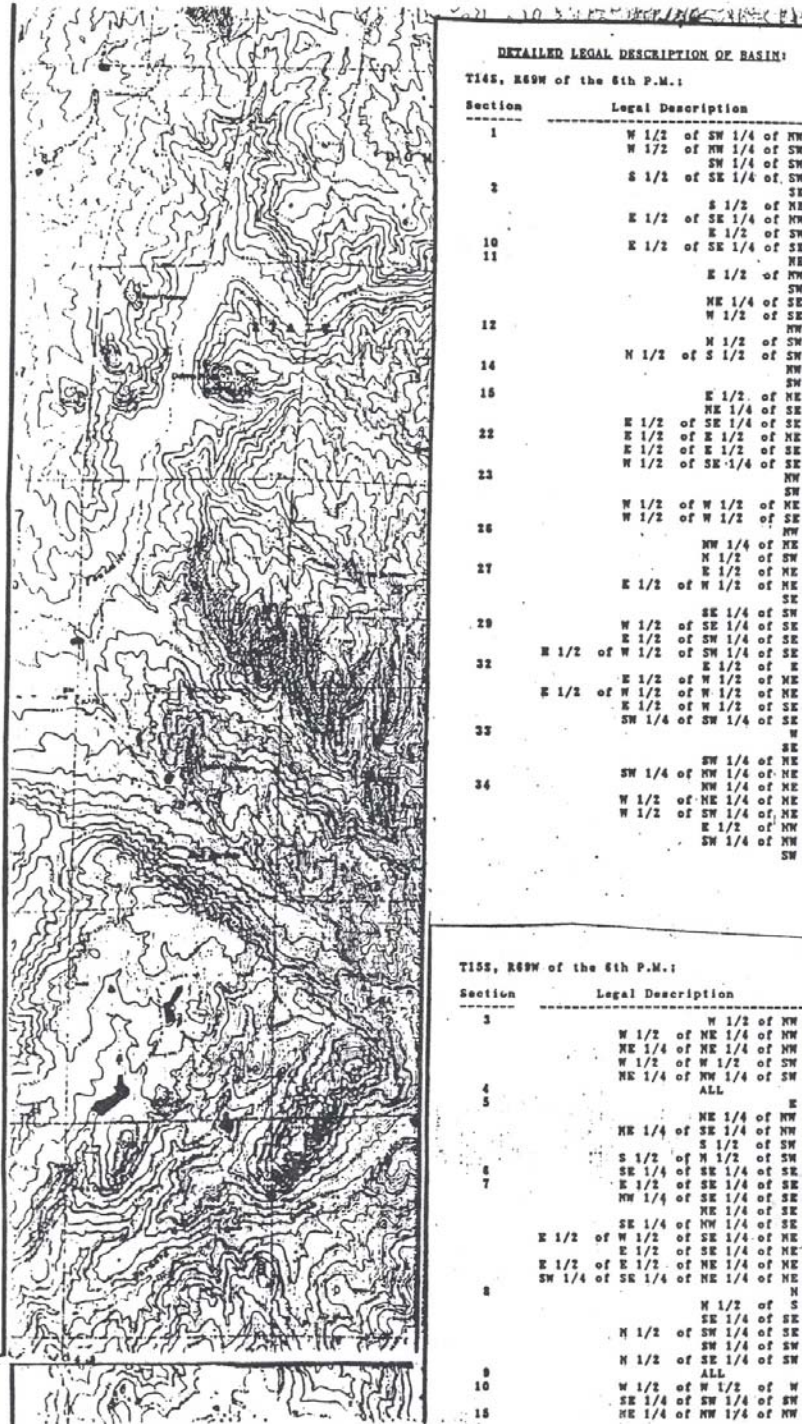 DETAILED LEGAL DESCRIPTION OF BASIN:
T14S, R69W of the 6th P.M.:
Section Legal Description
1 W 1/2 of SW 1/4 of NW
W 1/2 of NW 1/4 of SW
SW 1/4 of SW
S 1/2 of SE 1/4 of SW
2 SE
S 1/2 of NE
E 1/2 of SE 1/4 of NW
E 1/2 of SW
10 E 1/2 of SE 1/4 of SE
11 NE
E 1/2 of NW
SW
NE 1/4 of SE
W 1/2 of SE
12 NW
N 1/2 of SW
N 1/2 of S 1/2 of SW
14 NW
SW
15 E 1/2 of NE
NE 1/4 of SE
E 1/2 of SE 1/4 of SE
22 E 1/2 of E 1/2 of NE
E 1/2 of E 1/2 of SE
W 1/2 of SE 1/4 of SE
23 NW
SW
W 1/2 of W 1/2 of NE
W 1/2 of W 1/2 of SE
26 NW
NW 1/4 of NE
N 1/2 of SW
27 E 1/2 of NE
E 1/2 of W 1/2 of NE
SE
SE 1/4 of SW
29 W 1/2 of SE 1/4 of SE
E 1/2 of SW 1/4 of SE
E 1/2 of W 1/2 of SW 1/4 of SE
32 E 1/2 of E
E 1/2 of W 1/2 of NE
E 1/2 of W 1/2 of W 1/2 of NE
E 1/2 of W 1/2 of SE
SW 1/4 of SW 1/4 of SE
33 W
SE
SW 1/4 of NE
SW 1/4 of NW 1/4 of NE
34 NW 1/4 of NE
W 1/2 of NE 1/4 of NE
W 1/2 of SW 1/4 of NE
E 1/2 of NW
SW 1/4 of NW
SW
T15S, R69W of the 6th P.M.:
Section Legal Description
3 W 1/2 of NW
W 1/2 of NE 1/4 of NW
NE 1/4 of NE 1/4 of NW
W 1/2 of W 1/2 of SW
NE 1/4 of NW 1/4 of SW
4 ALL
5 E
NE 1/4 of NW
NE 1/4 of SE 1/4 of NW
S 1/2 of SW
S 1/2 of N 1/2 of SW
6 SE 1/4 of SE 1/4 of SE
7 E 1/2 of SE 1/4 of SE
NW 1/4 of SE 1/4 of SE
NE 1/4 of SE
SE 1/4 of NW 1/4 of SE
E 1/2 of W 1/2 of SE 1/4 of NE
E 1/2 of SE 1/4 of NE
E 1/2 of E 1/2 of NE 1/4 of NE
SW 1/4 of SE 1/4 of NE 1/4 of NE
8 N
N 1/2 of S
SE 1/4 of SE
N 1/2 of SW 1/4 of SE
SW 1/4 of SW
N 1/2 of SE 1/4 of SW
9 ALL
10 W 1/2 of W 1/2 of W
SE 1/4 of SW 1/4 of SW
15 NE 1/4 of NW 1/4 of NW